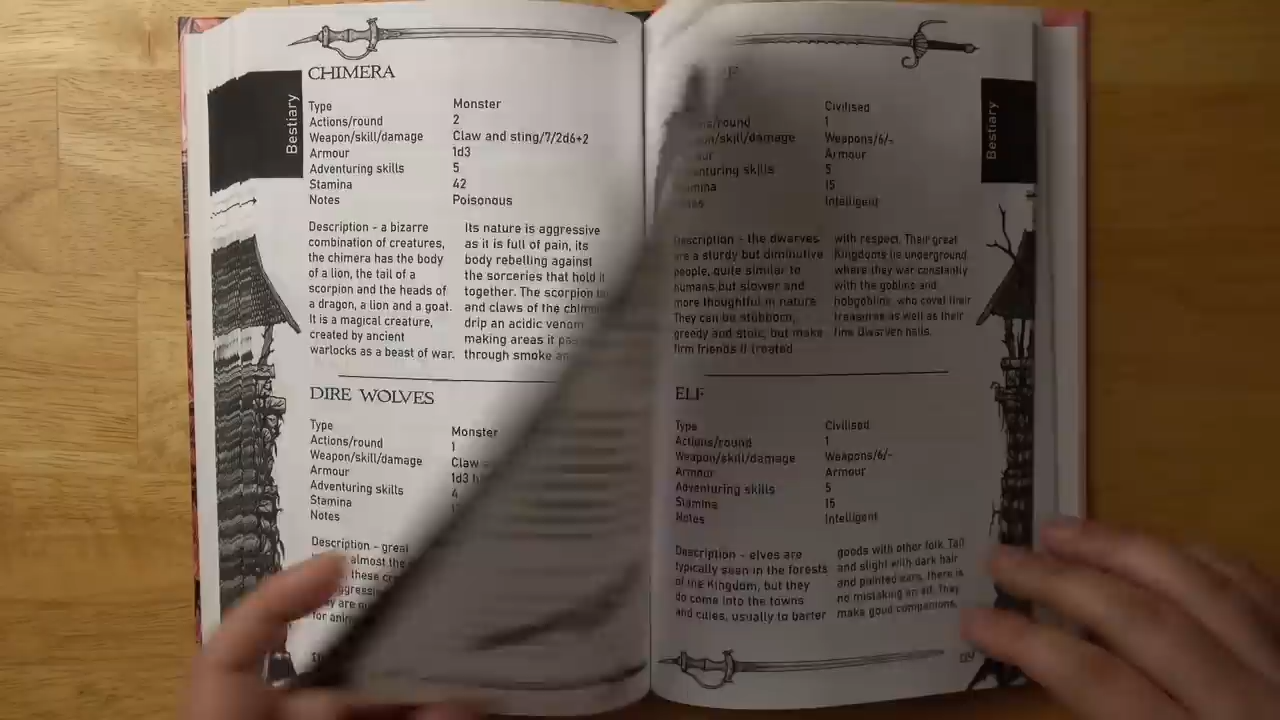 CHIMERA
Bestiary
Type Monster
Actions/round 2
Weapon/skill/damage Claw and sting/7/2d6+2
Armour 1d3
Adventuring skills 5
Stamina 42
Notes Poisonous
Description - a bizarre
combination of creatures,
the chimera has the body
of a lion, the tail of a
scorpion and the heads of
a dragon, a lion and a goat.
It is a magical creature,
created by ancient
warlocks as a beast of war.
Its nature is aggressive
as it is full of pain, its
body rebelling against
the sorceries that hold it
together. The scorpion
and claws of the
drip an acidic venom
making areas it
through smoke
DIRE WOLVES
Type Monster
Actions/round 1
Weapon/skill/damage Claw
Armour 1d3
Adventuring skills 4
Stamina
Notes
Description - great
almost the
these
for
Bestiary
Civilised
1
Weapons/6/-
Armour
5
15
Intelligent
Description - the dwarves
are a sturdy but diminutive
people, quite similar to
humans but slower and
more thoughtful in nature
They can be stubborn,
greedy and stoic, but make
firm friends if treated
with respect. Their great
Kingdoms lie underground
where they war constantly
with the goblins and
hobgoblins, who covet their
treasures as well as their
fine dwarven halls.
ELF
Type Civilised
Actions/round 1
Weapon/skill/damage Weapons/6/-
Armour Armour
Adventuring skills 5
Stamina 15
Notes Intelligent
Description - elves are
typically seen in the forests
of the Kingdom, but they
do come into the towns
and cities, usually to barter
goods with other folk. Tall
and slight with dark hair
and pointed ears, there is
no mistaking an elf. They
make good companions,